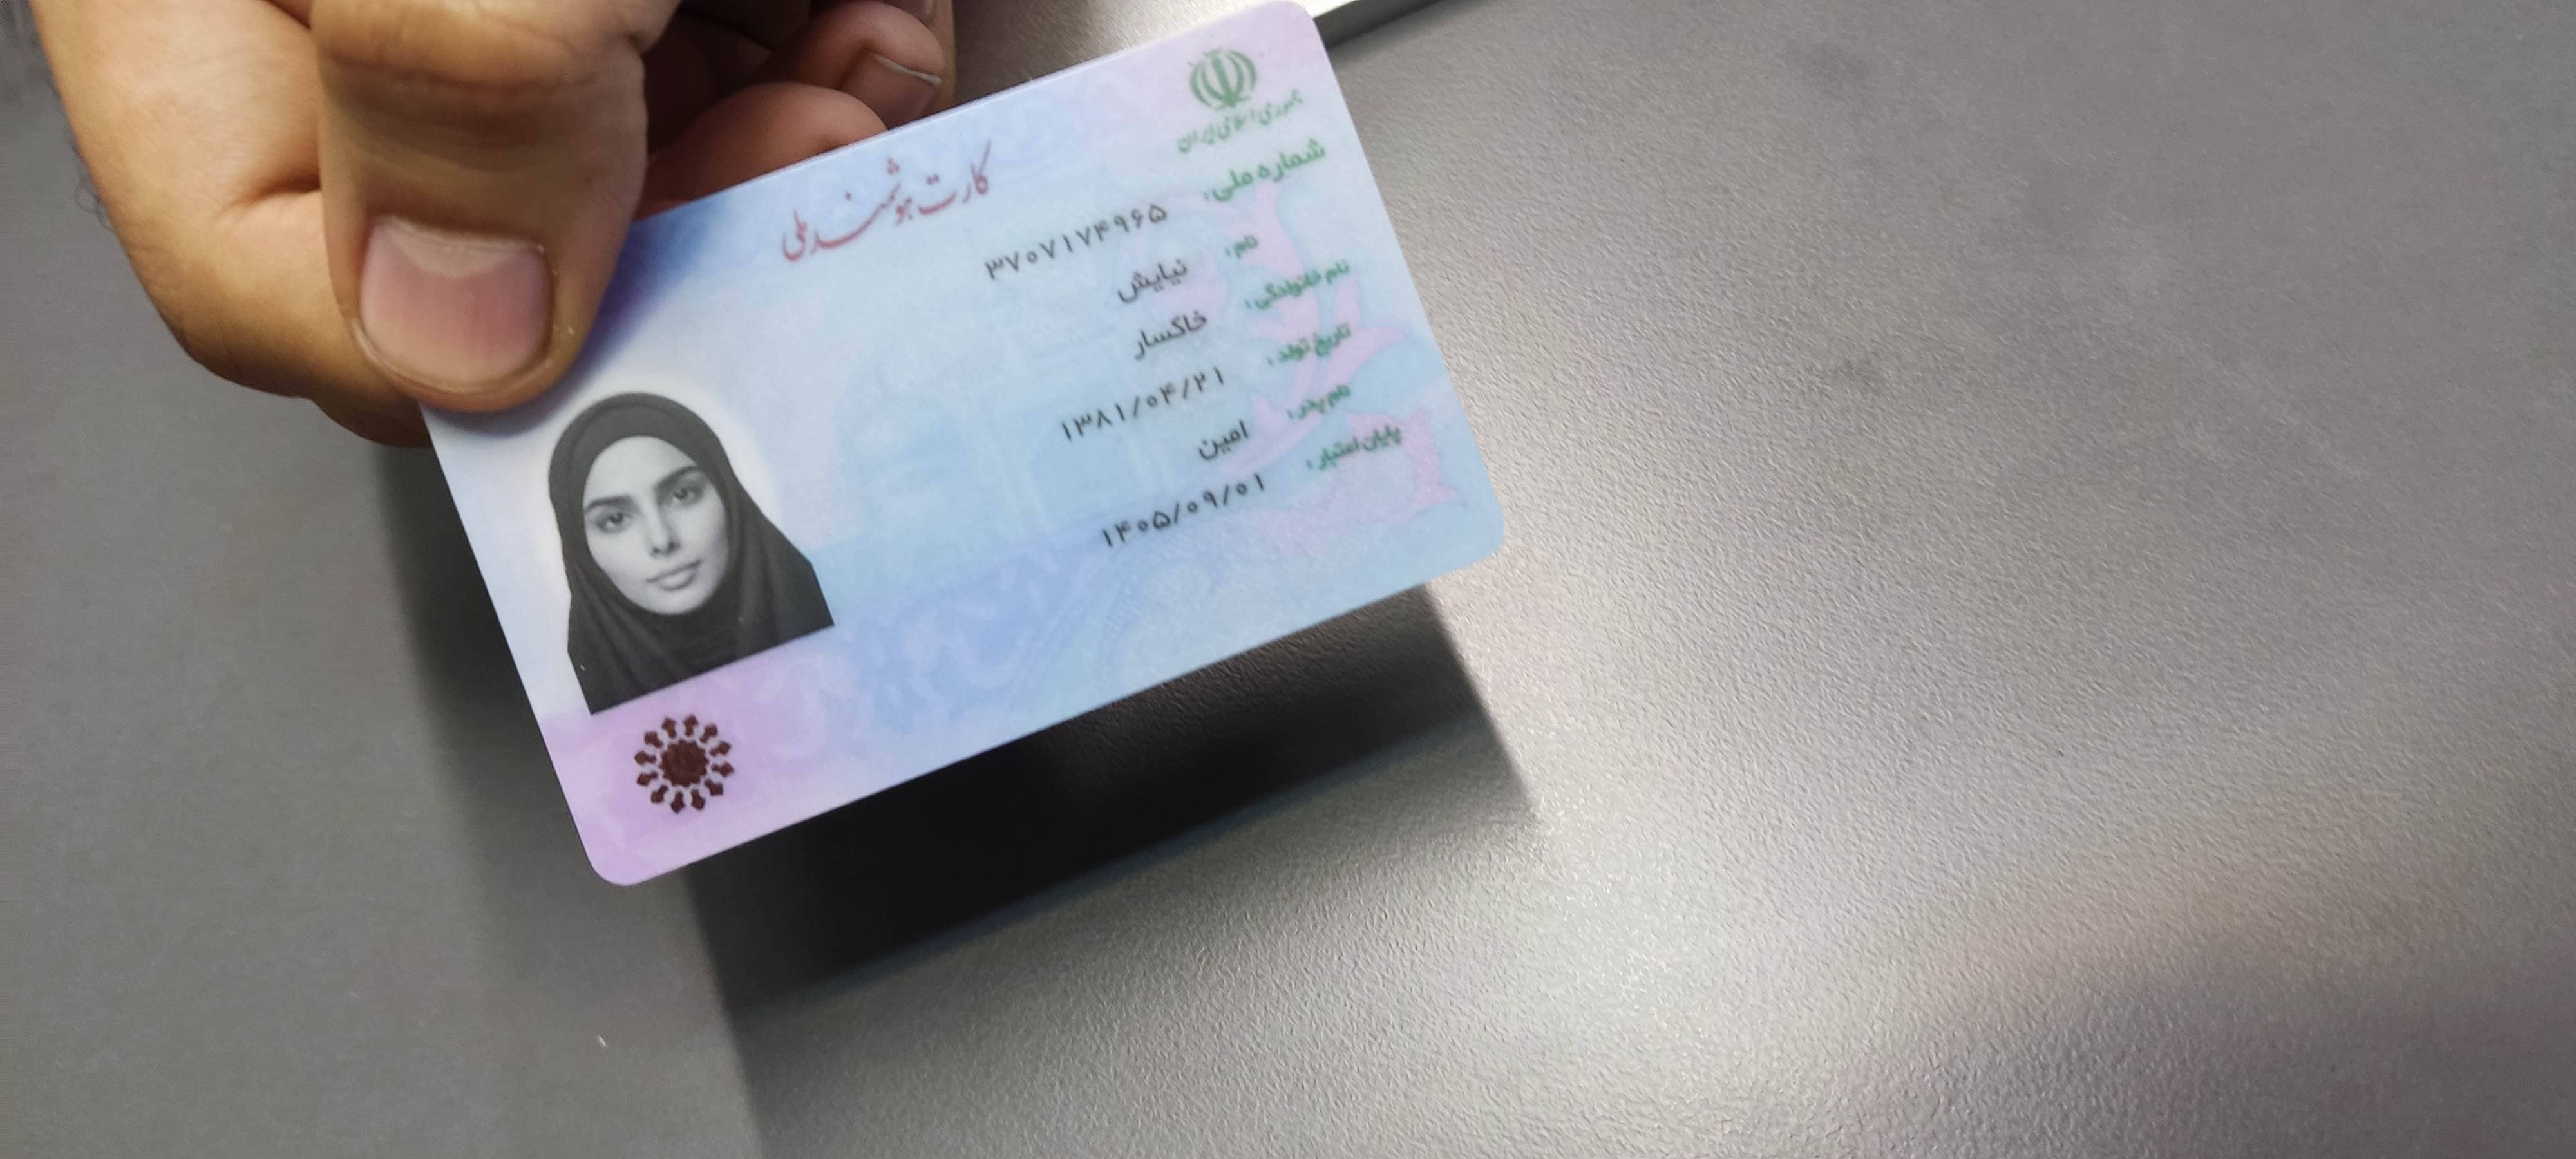 جمهوری اسلامی ایران
کارت هوشمند ملی
شماره ملی: ۳۷۰۷۱۷۴۹۶۵
نام: نیایش
نام خانوادگی: خاکسار
تاریخ تولد: ۱۳۸۱/۰۴/۲۱
نام پدر: امین
پایان اعتبار: ۱۴۰۵/۰۹/۰۱